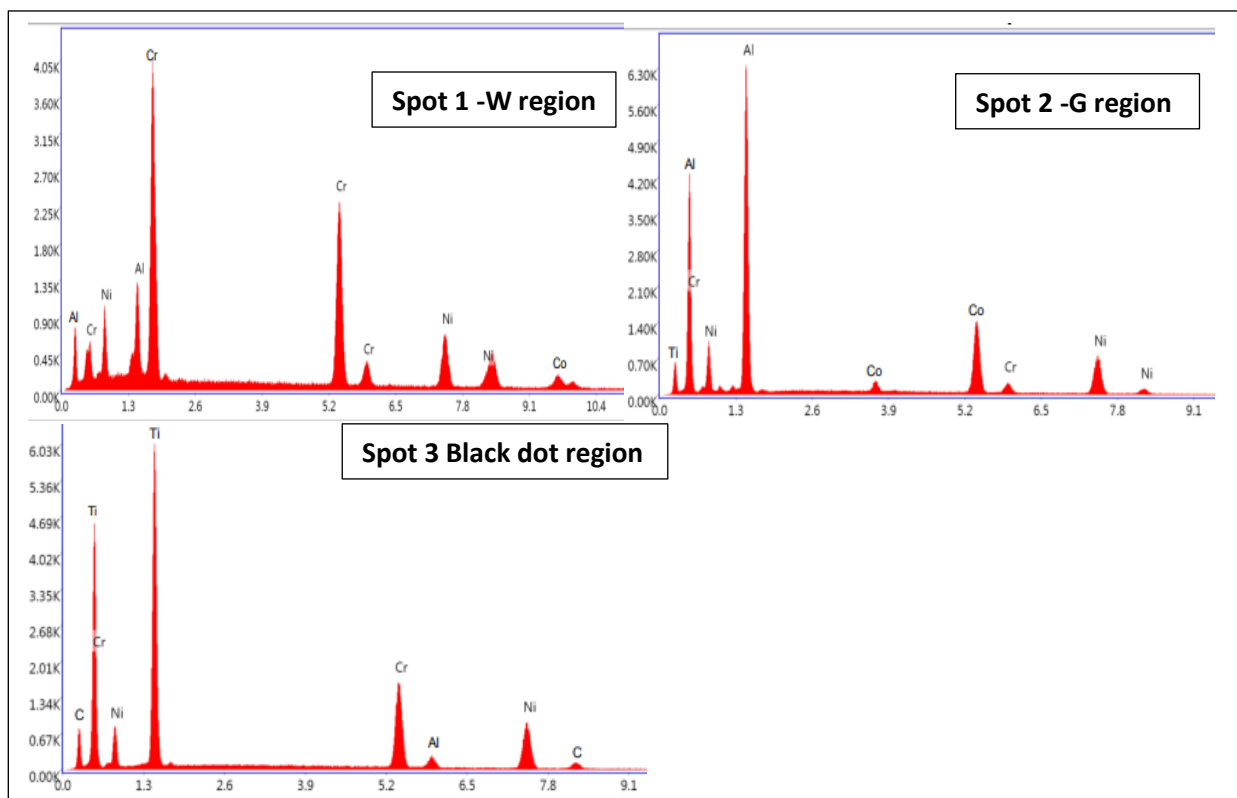 Cr
4.05K
Spot 1 -W region
3.60K
3.15K
2.70K
Cr
2.25K
1.80K
Al
1.35K
Ni
0.90K
Al
Cr
Ni
Ni
Co
0.45K
Cr
0.00K
0.0 1.3 2.6 3.9 5.2 6.5 7.8 9.1 10.4
Al
6.30K
Spot 2 -G region
5.60K
4.90K
Al
4.20K
3.50K
2.80K
Cr
2.10K
Co
1.40K
Ni
Ni
Ti
0.70K
Co
Cr
Ni
0.00K
0.0 1.3 2.6 3.9 5.2 6.5 7.8 9.1
Ti
6.03K
Spot 3 Black dot region
5.36K
Ti
4.69K
4.02K
3.35K
2.68K
Cr
2.01K
Cr
1.34K
C
Ni
Ni
0.67K
Al
C
0.00K
0.0 1.3 2.6 3.9 5.2 6.5 7.8 9.1